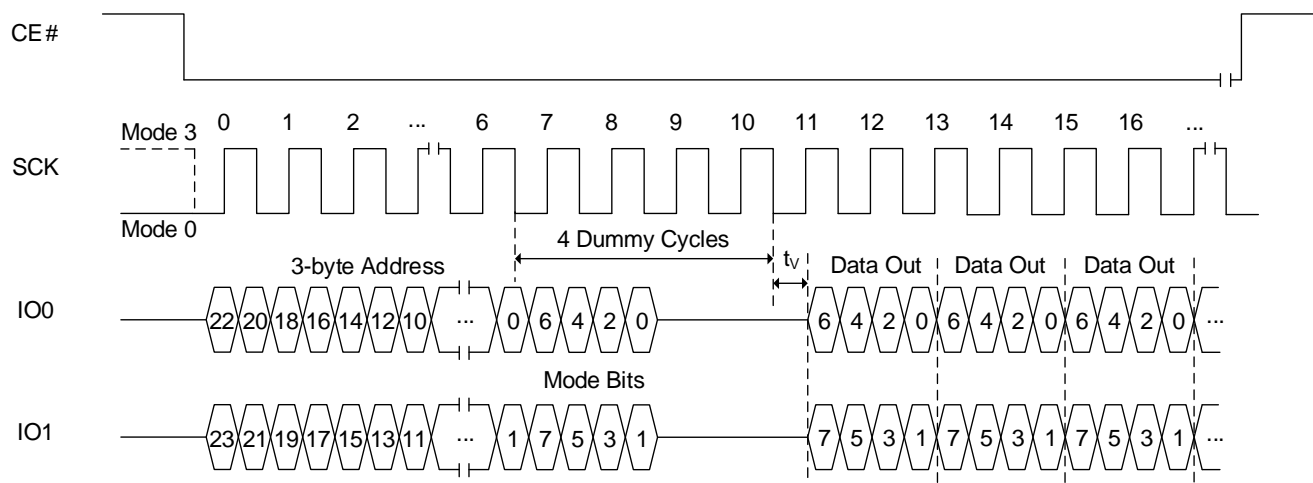 CE#
0 1 2 ... 6 7 8 9 10 11 12 13 14 15 16 ...
Mode 3
SCK
Mode 0
4 Dummy Cycles
3-byte Address
tV
Data Out Data Out Data Out
IO0
22 20 18 16 14 12 10 ... 0 6 4 2 0 6 4 2 0 6 4 2 0 6 4 2 0 ...
Mode Bits
IO1
23 21 19 17 15 13 11 ... 1 7 5 3 1 7 5 3 1 7 5 3 1 7 5 3 1 ...